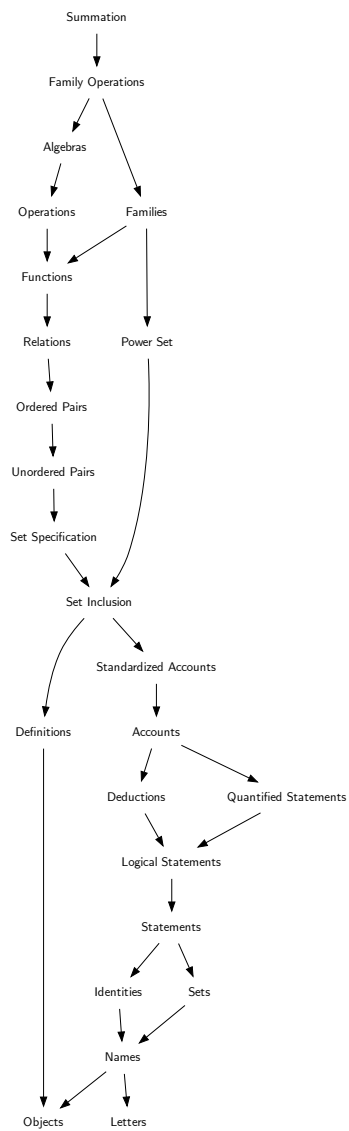 Summation
Family Operations
Algebras
Operations
Families
Functions
Relations
Power Set
Ordered Pairs
Unordered Pairs
Set Specification
Set Inclusion
Standardized Accounts
Definitions
Accounts
Deductions
Quantified Statements
Logical Statements
Statements
Identities
Sets
Names
Objects
Letters